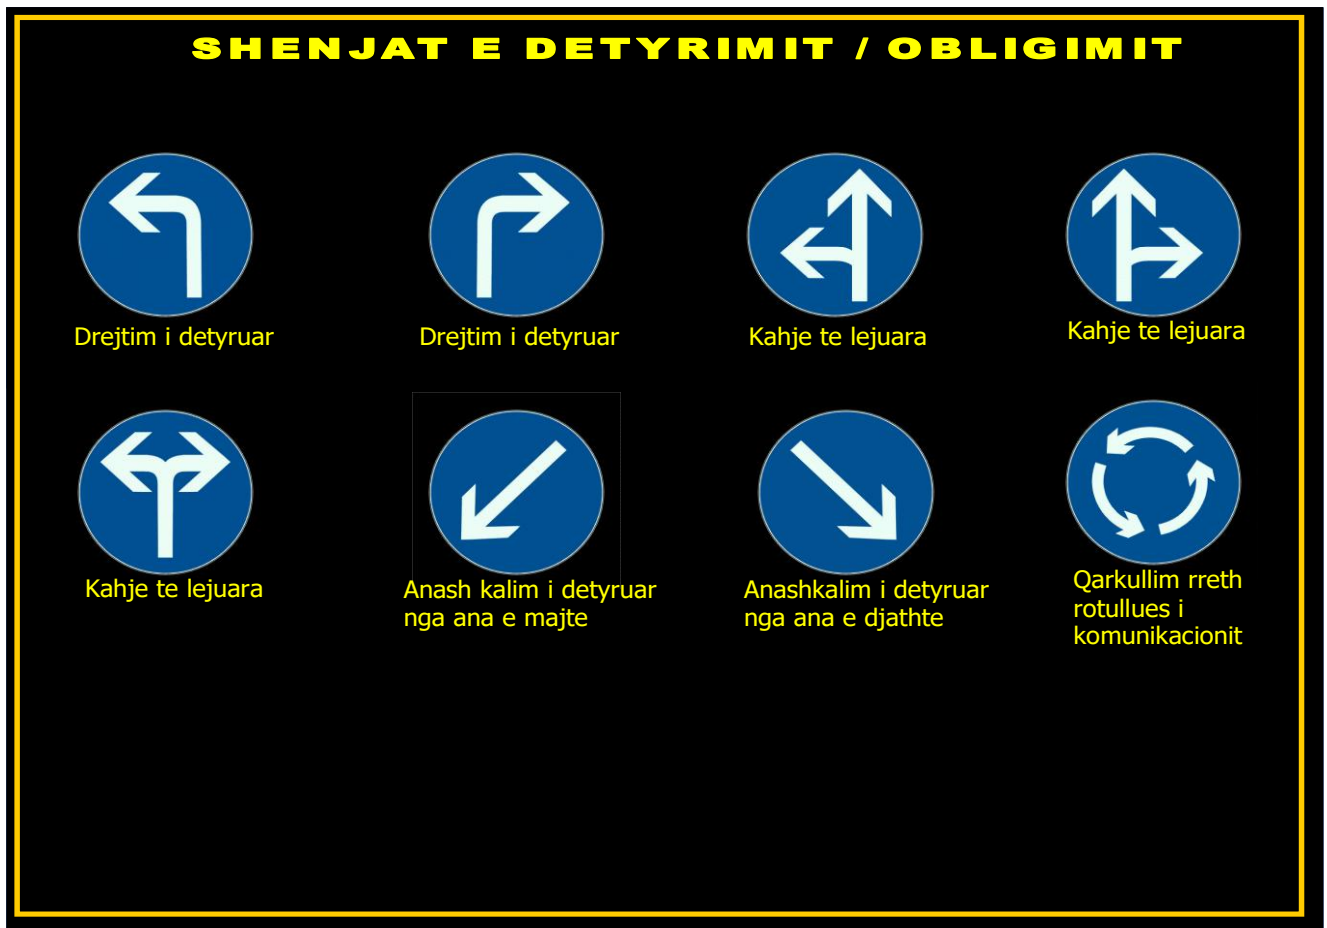 SHENJAT E DETYRIMIT / OBLIGIMIT
Drejtim i detyruar
Drejtim i detyruar
Kahje te lejuara
Kahje te lejuara
Kahje te lejuara
Anash kalim i detyruar
nga ana e majte
Anashkalim i detyruar
nga ana e djathte
Qarkullim rreth
rotullues i
komunikacionit